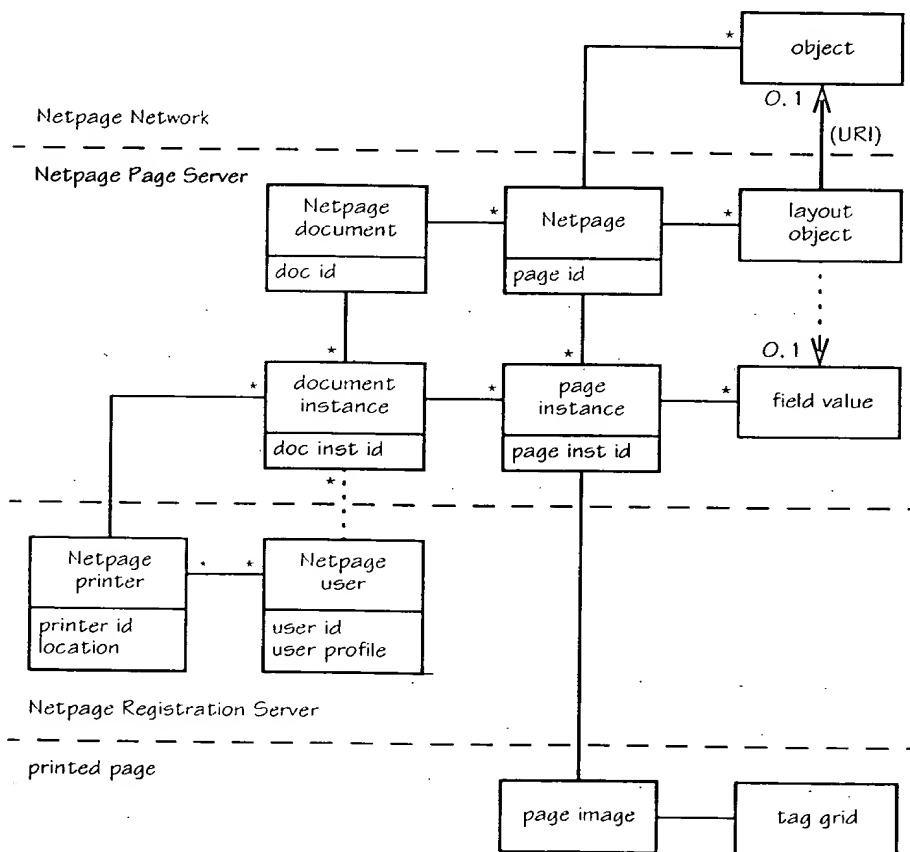 *
object
0.1
(URI)
Netpage Network
Netpage Page Server
Netpage
document
doc id
*
Netpage
page id
*
layout
object
*
*
0.1
*
document
instance
doc inst id
*
page
instance
page inst id
*
field value
*
Netpage
printer
printer id
location
*
*
Netpage
user
user id
user profile
Netpage Registration Server
printed page
page image
tag grid